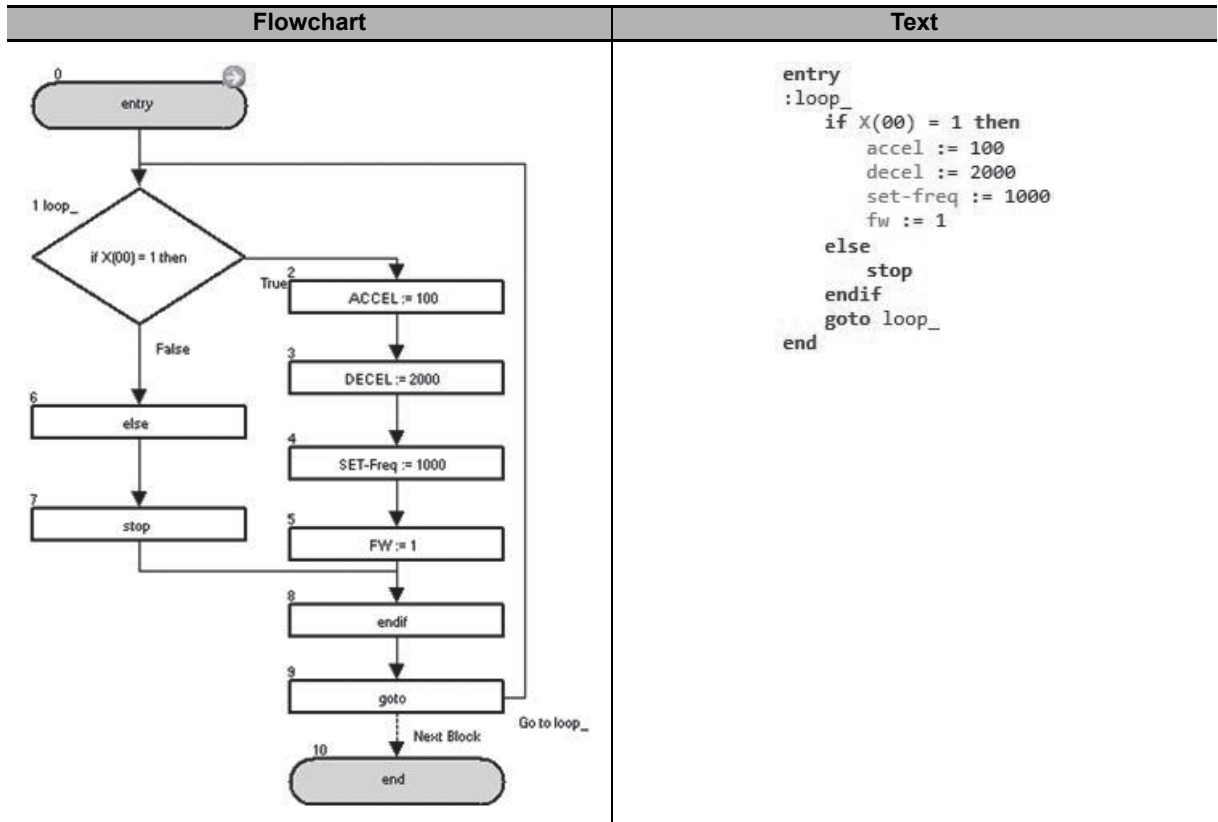 Flowchart
Text
0
entry
1 loop_
if X(00) = 1 then
True
2
ACCEL := 100
3
DECEL := 2000
4
SET-Freq := 1000
5
FW := 1
False
6
else
7
stop
8
endif
9
goto
Go to loop_
Next Block
10
end
entry
:loop_
if X(00) = 1 then
accel := 100
decel := 2000
set-freq := 1000
fw := 1
else
stop
endif
goto loop_
end